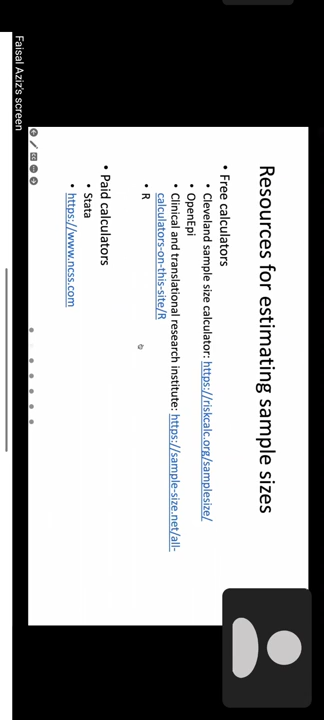 Faisal Aziz's screen
Resources for estimating sample sizes
• Free calculators
• Cleveland sample size calculator: https://riskcalc.org/samplesize/
• OpenEpi
• Clinical and translational research institute: https://sample-size.net/all-
calculators-on-this-site/R
• R
• Paid calculators
• Stata
• https://www.ncss.com